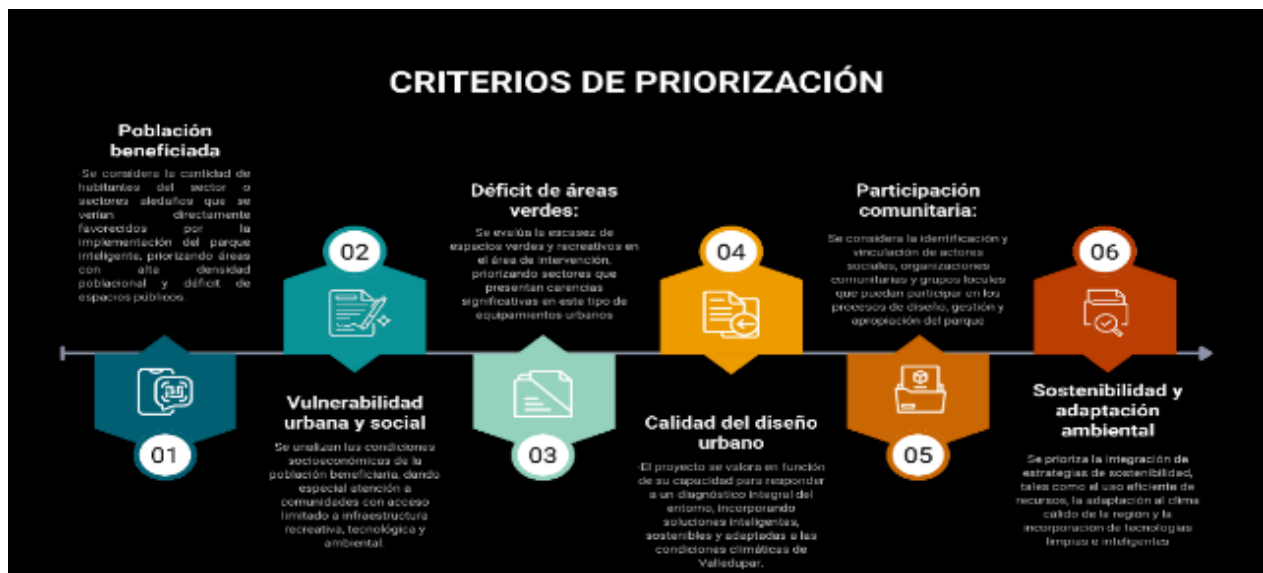 CRITERIOS DE PRIORIZACIÓN
Población
beneficiada
-Se considera la cantidad de
habitantes del sector o
sectores aledaños que se
verían directamente
favorecidos por la
implementación del parque
inteligente, priorizando áreas
con alta densidad
poblacional y déficit de
espacios públicos.
01
02
Vulnerabilidad
urbana y social
Se analizan las condiciones
socioeconómicas de la
población beneficiaria, dando
especial atención a
comunidades con acceso
limitado a infraestructura
recreativa, tecnológica y
ambiental.
Déficit de áreas
verdes:
Se evalúa la escasez de
espacios verdes y recreativos en
el área de intervención,
priorizando sectores que
presentan carencias
significativas en este tipo de
equipamientos urbanos
03
04
Calidad del diseño
urbano
-El proyecto se valora en función
de su capacidad para responder
a un diagnóstico integral del
entorno, incorporando
soluciones inteligentes,
sostenibles y adaptadas a las
condiciones climáticas de
Valledupar.
Participación
comunitaria:
Se considera la identificación y
vinculación de actores
sociales, organizaciones
comunitarias y grupos locales
que puedan participar en los
procesos de diseño, gestión y
apropiación del parque
05
06
Sostenibilidad y
adaptación
ambiental
Se prioriza la integración de
estrategias de sostenibilidad,
tales como el uso eficiente de
recursos, la adaptación al clima
cálido de la región y la
incorporación de tecnologías
limpias e inteligentes